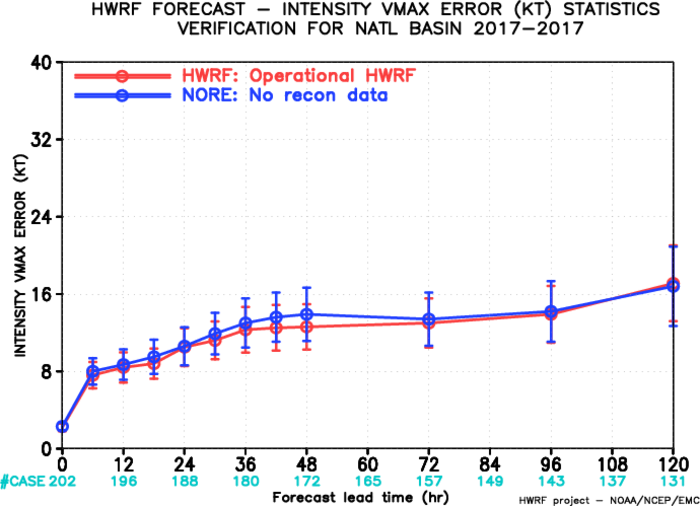 HWRF FORECAST – INTENSITY VMAX ERROR (KT) STATISTICS
VERIFICATION FOR NATL BASIN 2017–2017
HWRF: Operational HWRF
NORE: No recon data
INTENSITY VMAX ERROR (KT)
40
32
24
16
8
0
0 12 24 36 48 60 72 84 96 108 120
#CASE 202 196 188 180 172 165 157 149 143 137 131
Forecast lead time (hr)
HWRF project – NOAA/NCEP/EMC